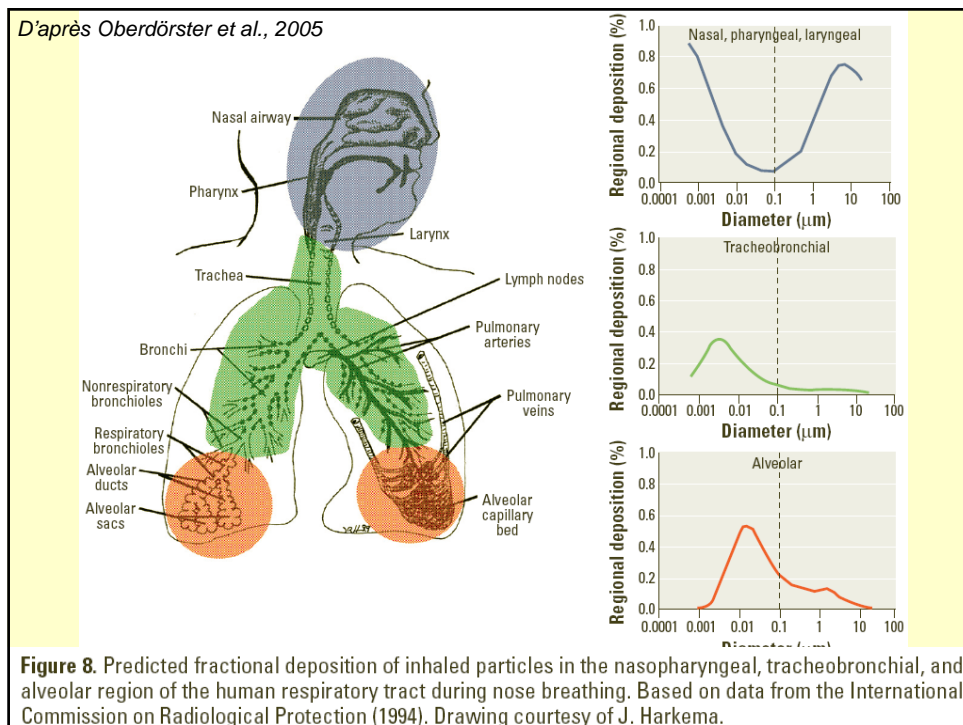 D'après Oberdörster et al., 2005
Nasal airway
Pharynx
Larynx
Trachea
Lymph nodes
Bronchi
Pulmonary
arteries
Nonrespiratory
bronchioles
Pulmonary
veins
Respiratory
bronchioles
Alveolar
ducts
Alveolar
sacs
Alveolar
capillary
bed
Regional deposition (%)
Nasal, pharyngeal, laryngeal
1.0
0.8
0.6
0.4
0.2
0.0
0.0001 0.001 0.01 0.1 1 10 100
Diameter (μm)
Regional deposition (%)
Tracheobronchial
1.0
0.8
0.6
0.4
0.2
0.0
0.0001 0.001 0.01 0.1 1 10 100
Diameter (μm)
Regional deposition (%)
Alveolar
1.0
0.8
0.6
0.4
0.2
0.0
0.0001 0.001 0.01 0.1 1 10 100
Diameter (μm)
Figure 8. Predicted fractional deposition of inhaled particles in the nasopharyngeal, tracheobronchial, and
alveolar region of the human respiratory tract during nose breathing. Based on data from the International
Commission on Radiological Protection (1994). Drawing courtesy of J. Harkema.